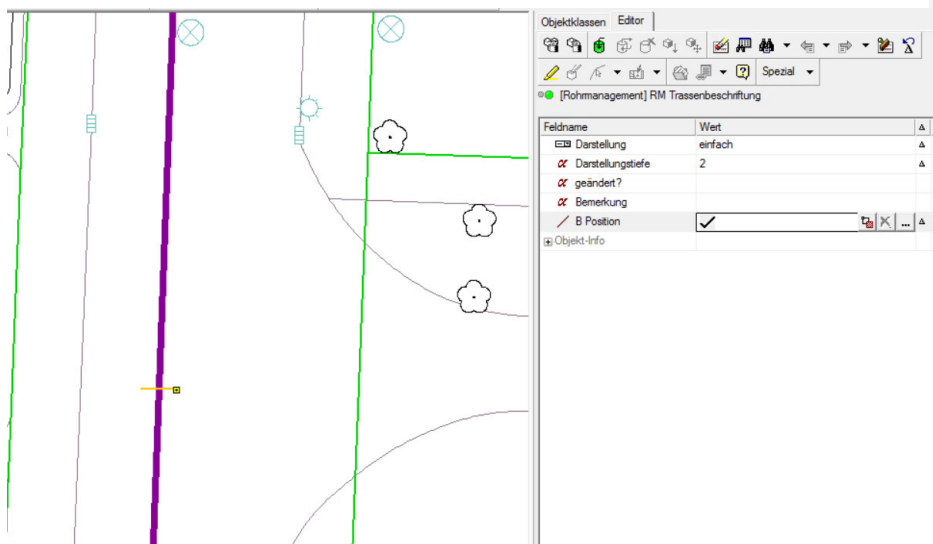 Objektklassen Editor
Spezial
[Rohrmanagement] RM Trassenbeschriftung
Feldname Wert
Darstellung einfach
Darstellungstiefe 2
geändert?
Bemerkung
B Position ...
Objekt-Info